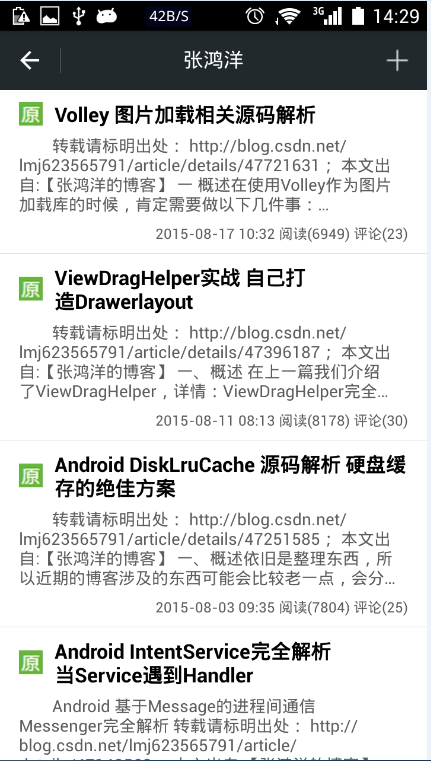 42B/S 3G 14:29
张鸿洋
原 Volley 图片加载相关源码解析
转载请标明出处： http://blog.csdn.net/
lmj623565791/article/details/47721631； 本文出
自:【张鸿洋的博客】 一 概述在使用Volley作为图片
加载库的时候，肯定需要做以下几件事：...
2015-08-17 10:32 阅读(6949) 评论(23)
原 ViewDragHelper实战 自己打
造Drawerlayout
转载请标明出处： http://blog.csdn.net/
lmj623565791/article/details/47396187； 本文出
自:【张鸿洋的博客】 一、概述 在上一篇我们介绍
了ViewDragHelper，详情：ViewDragHelper完全...
2015-08-11 08:13 阅读(8178) 评论(30)
原 Android DiskLruCache 源码解析 硬盘缓
存的绝佳方案
转载请标明出处： http://blog.csdn.net/
lmj623565791/article/details/47251585； 本文出
自:【张鸿洋的博客】 一、概述依旧是整理东西，所
以近期的博客涉及的东西可能会比较老一点，会分...
2015-08-03 09:35 阅读(7804) 评论(25)
原 Android IntentService完全解析
当Service遇到Handler
Android 基于Message的进程间通信
Messenger完全解析 转载请标明出处： http://
blog.csdn.net/lmj623565791/article/